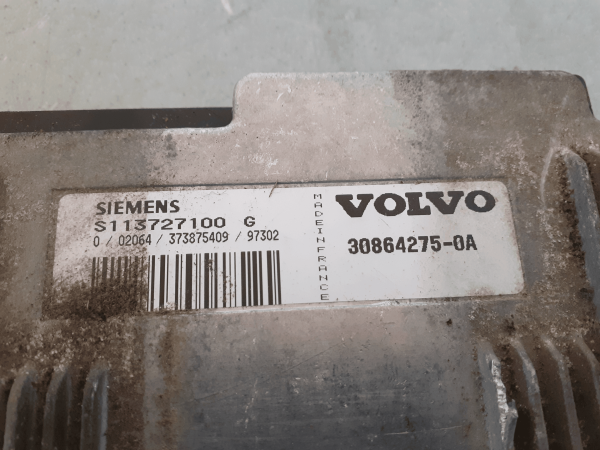 SIEMENS
S113727100 G
0 / 02064 / 373875409 / 97302
MADE IN FRANCE
VOLVO
30864275-0A